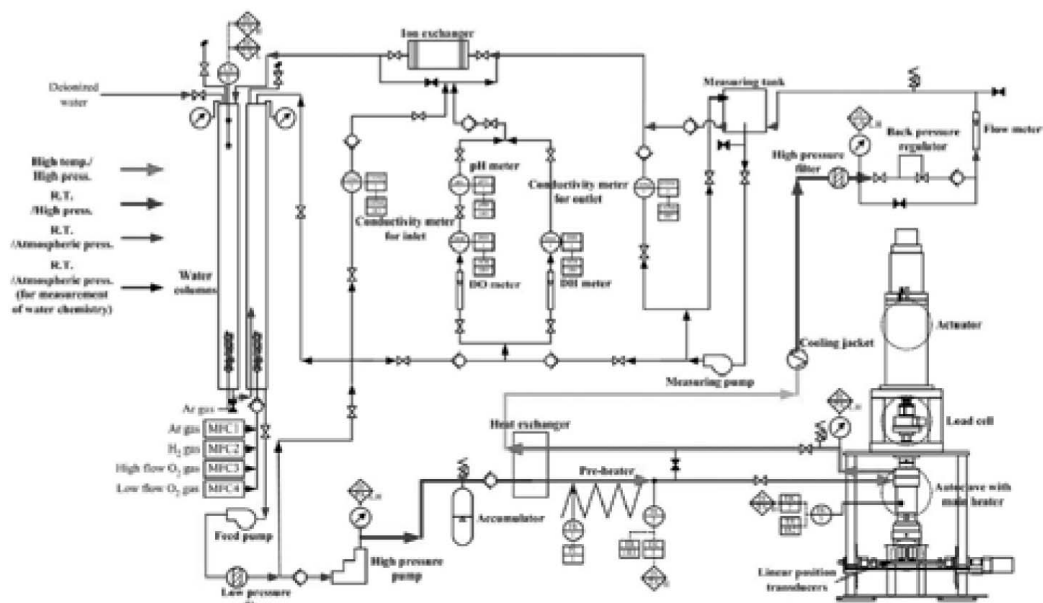 Ion exchanger
Measuring tank
Deionized
water
Back pressure
regulator
Flow meter
High pressure
filter
High temp./
High press.
R.T.
/High press.
R.T.
/Atmospheric press.
R.T.
/Atmospheric press.
(for measurement
of water chemistry)
Water
columns
pH meter
Conductivity meter
for inlet
Conductivity meter
for outlet
DO meter
DH meter
Actuator
Cooling jacket
Measuring pump
Load cell
Ar gas
Ar gas MFC1
H2 gas MFC2
High flow O2 gas MFC3
Low flow O2 gas MFC4
Heat exchanger
Pre-heater
Autocave with
main heater
Accumulator
Feed pump
High pressure
pump
Low pressure
Linear position
transducers